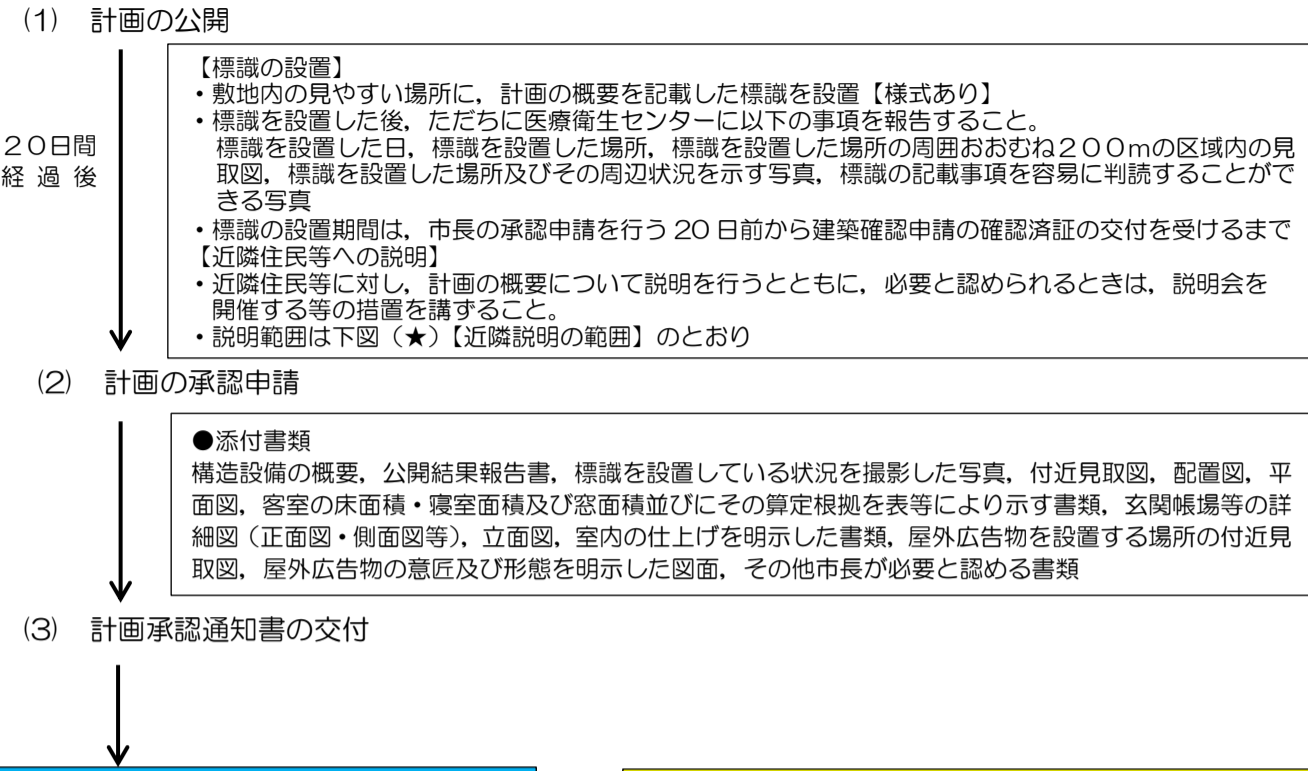 (1) 計画の公開
【標識の設置】
・敷地内の見やすい場所に，計画の概要を記載した標識を設置【様式あり】
・標識を設置した後，ただちに医療衛生センターに以下の事項を報告すること。
標識を設置した日，標識を設置した場所，標識を設置した場所の周囲おおむね２００ｍの区域内の見
取図，標識を設置した場所及びその周辺状況を示す写真，標識の記載事項を容易に判読することがで
きる写真
・標識の設置期間は，市長の承認申請を行う 20 日前から建築確認申請の確認済証の交付を受けるまで
【近隣住民等への説明】
・近隣住民等に対し，計画の概要について説明を行うとともに，必要と認められるときは，説明会を
開催する等の措置を講ずること。
・説明範囲は下図（★）【近隣説明の範囲】のとおり
２０日間
経 過 後
(2) 計画の承認申請
●添付書類
構造設備の概要，公開結果報告書，標識を設置している状況を撮影した写真，付近見取図，配置図，平
面図，客室の床面積・寝室面積及び窓面積並びにその算定根拠を表等により示す書類，玄関帳場等の詳
細図（正面図・側面図等），立面図，室内の仕上げを明示した書類，屋外広告物を設置する場所の付近見
取図，屋外広告物の意匠及び形態を明示した図面，その他市長が必要と認める書類
(3) 計画承認通知書の交付